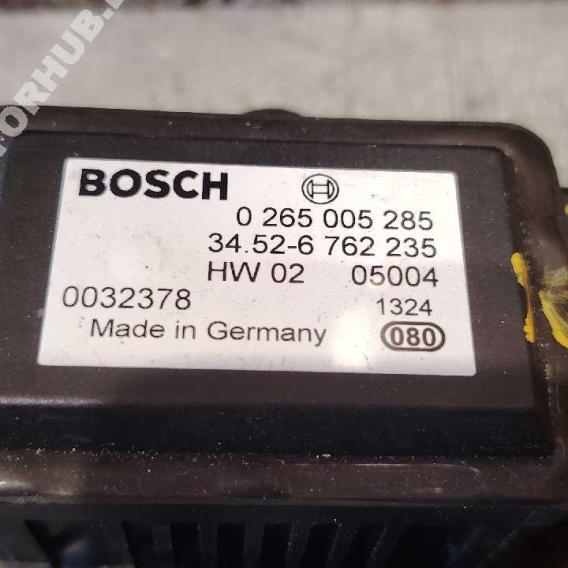 BOSCH
0 265 005 285
34.52-6 762 235
HW 02 05004
0032378 1324
Made in Germany 080